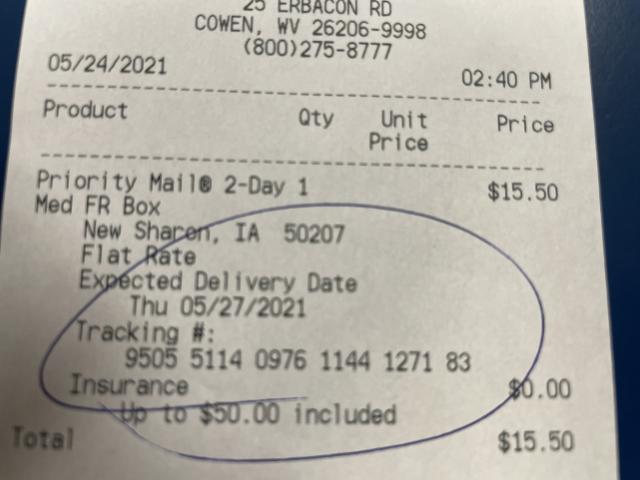 25 ERBACON RD
COWEN, WV 26206-9998
(800)275-8777
05/24/2021 02:40 PM
Product Qty Unit Price
Price
Priority Mail® 2-Day 1 $15.50
Med FR Box
New Sharon, IA 50207
Flat Rate
Expected Delivery Date
Thu 05/27/2021
Tracking #:
9505 5114 0976 1144 1271 83
Insurance $0.00
Up to $50.00 included
Total $15.50